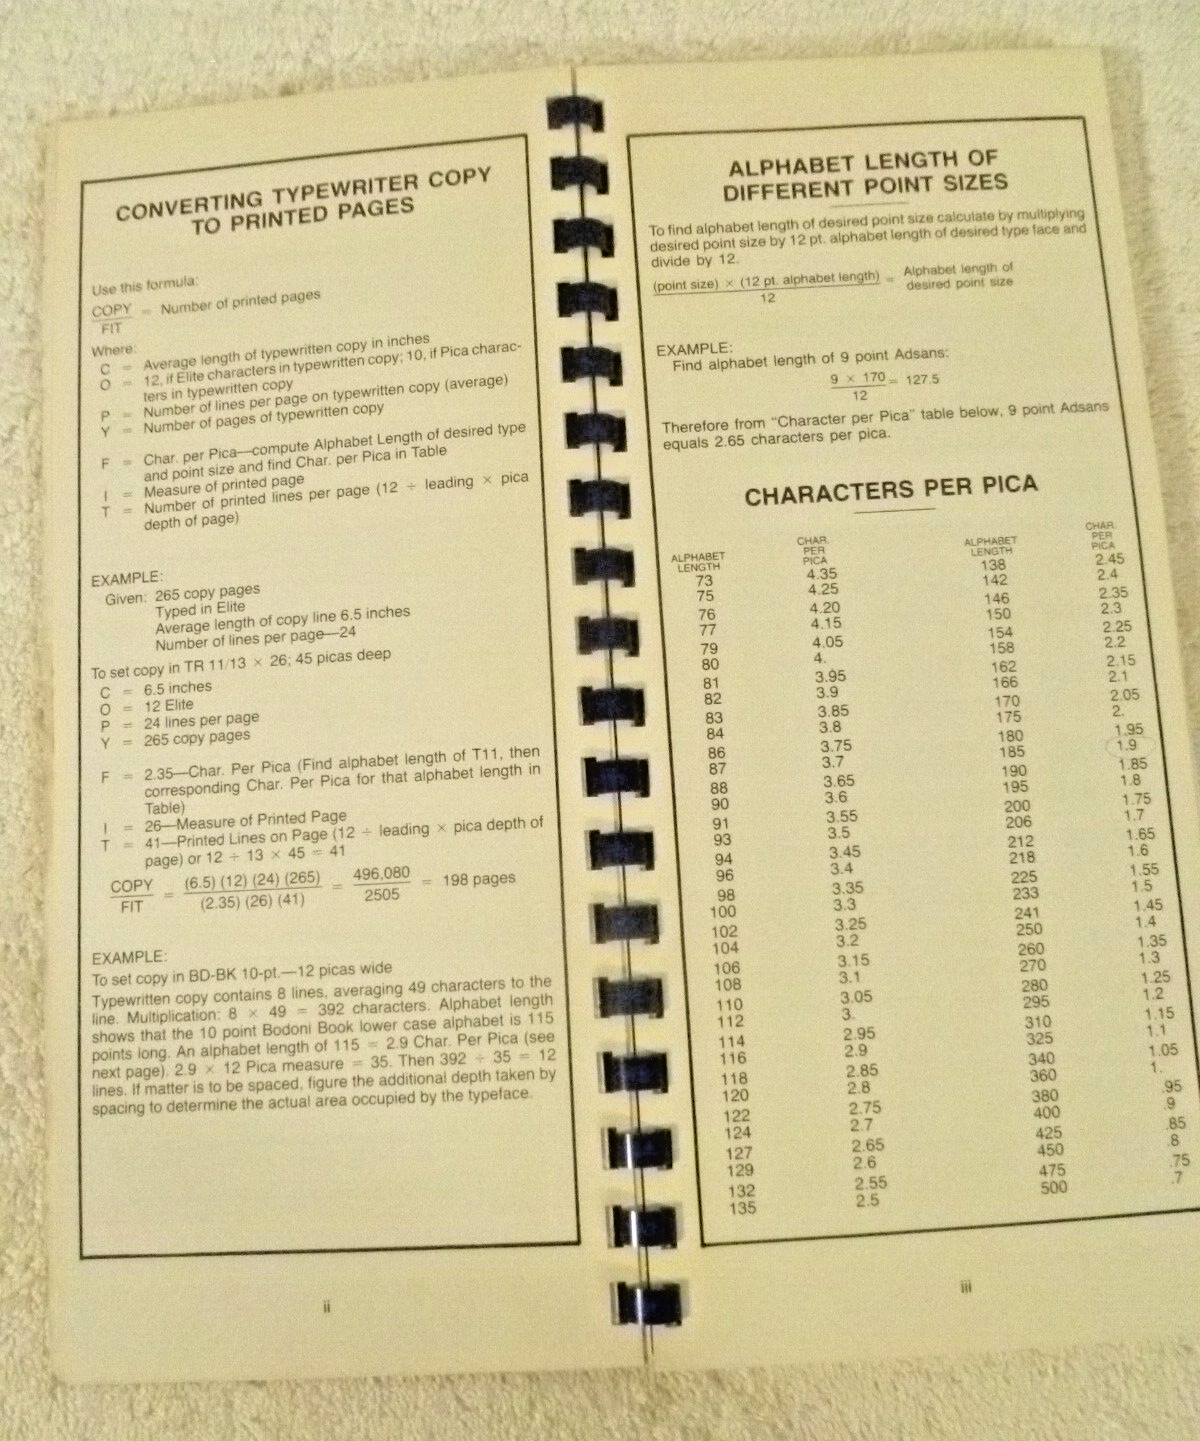 CONVERTING TYPEWRITER COPY
TO PRINTED PAGES
Use this formula:
COPY
FIT
= Number of printed pages
Where:
C = Average length of typewritten copy in inches
O = 12, if Elite characters in typewritten copy; 10, if Pica charac-
ters in typewritten copy
P = Number of lines per page on typewritten copy (average)
Y = Number of pages of typewritten copy
F = Char. per Pica—compute Alphabet Length of desired type
and point size and find Char. per Pica in Table
I = Measure of printed page
T = Number of printed lines per page (12 ÷ leading × pica
depth of page)
EXAMPLE:
Given: 265 copy pages
Typed in Elite
Average length of copy line 6.5 inches
Number of lines per page—24
To set copy in TR 11/13 × 26; 45 picas deep
C = 6.5 inches
O = 12 Elite
P = 24 lines per page
Y = 265 copy pages
F = 2.35—Char. Per Pica (Find alphabet length of T11, then
corresponding Char. Per Pica for that alphabet length in
Table)
I = 26—Measure of Printed Page
T = 41—Printed Lines on Page (12 ÷ leading × pica depth of
page) or 12 ÷ 13 × 45 = 41
COPY = (6.5) (12) (24) (265) = 496,080 = 198 pages
FIT (2.35) (26) (41) 2505
EXAMPLE:
To set copy in BD-BK 10-pt.—12 picas wide
Typewritten copy contains 8 lines, averaging 49 characters to the
line. Multiplication: 8 × 49 = 392 characters. Alphabet length
shows that the 10 point Bodoni Book lower case alphabet is 115
points long. An alphabet length of 115 = 2.9 Char. Per Pica (see
next page). 2.9 × 12 Pica measure = 35. Then 392 ÷ 35 = 12
lines. If matter is to be spaced, figure the additional depth taken by
spacing to determine the actual area occupied by the typeface.
ii
ALPHABET LENGTH OF
DIFFERENT POINT SIZES
To find alphabet length of desired point size calculate by multiplying
desired point size by 12 pt. alphabet length of desired type face and
divide by 12.
(point size) × (12 pt. alphabet length) = Alphabet length of
12 desired point size
EXAMPLE:
Find alphabet length of 9 point Adsans:
9 × 170 = 127.5
12
Therefore from "Character per Pica" table below, 9 point Adsans
equals 2.65 characters per pica.
CHARACTERS PER PICA
ALPHABET LENGTH CHAR. PER PICA ALPHABET LENGTH CHAR. PER PICA
73 4.35 138 2.45
75 4.25 142 2.4
76 4.20 146 2.35
77 4.15 150 2.3
79 4.05 154 2.25
80 4. 158 2.2
81 3.95 162 2.15
82 3.9 166 2.1
83 3.85 170 2.05
84 3.8 175 2.
86 3.75 180 1.95
87 3.7 185 1.9
88 3.65 190 1.85
90 3.6 195 1.8
91 3.55 200 1.75
93 3.5 206 1.7
94 3.45 212 1.65
96 3.4 218 1.6
98 3.35 225 1.55
100 3.3 233 1.5
102 3.25 241 1.45
104 3.2 250 1.4
106 3.15 260 1.35
108 3.1 270 1.3
110 3.05 280 1.25
112 3. 295 1.2
114 2.95 310 1.15
116 2.9 325 1.1
118 2.85 340 1.05
120 2.8 360 1.
122 2.75 380 .95
124 2.7 400 .9
127 2.65 425 .85
129 2.6 450 .8
132 2.55 475 .75
135 2.5 500 .7
iii